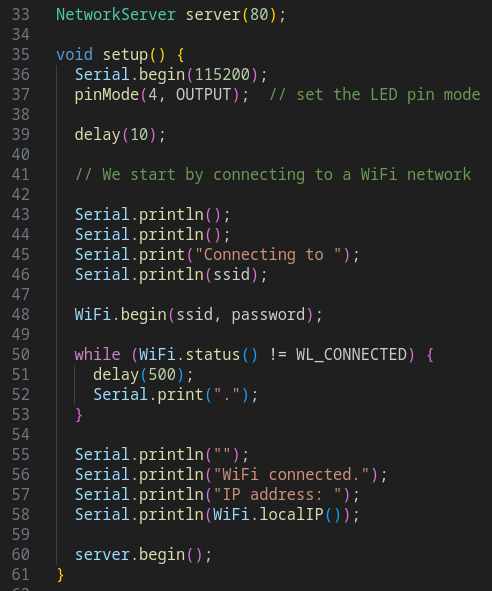 33 NetworkServer server(80);
34
35 void setup() {
36   Serial.begin(115200);
37   pinMode(4, OUTPUT);  // set the LED pin mode
38
39   delay(10);
40
41   // We start by connecting to a WiFi network
42
43   Serial.println();
44   Serial.println();
45   Serial.print("Connecting to ");
46   Serial.println(ssid);
47
48   WiFi.begin(ssid, password);
49
50   while (WiFi.status() != WL_CONNECTED) {
51     delay(500);
52     Serial.print(".");
53   }
54
55   Serial.println("");
56   Serial.println("WiFi connected.");
57   Serial.println("IP address: ");
58   Serial.println(WiFi.localIP());
59
60   server.begin();
61 }